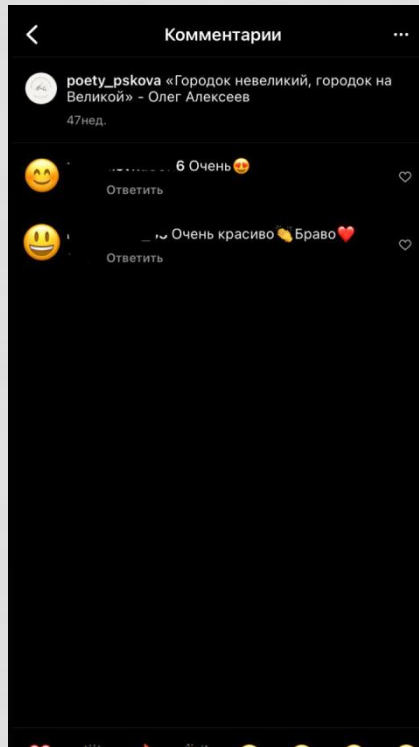 Комментарии
poety_pskova «Городок невеликий, городок на
Великой» - Олег Алексеев
47нед.
6 Очень😍
Ответить
Очень красиво👏Браво❤️
Ответить